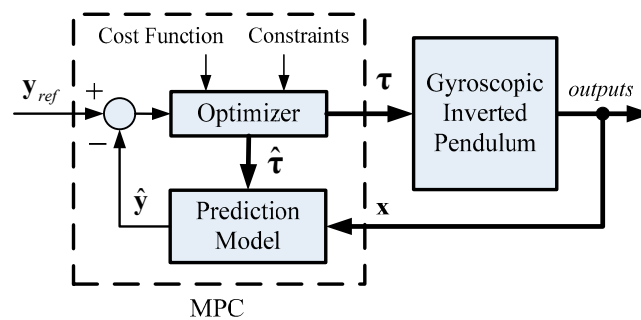 Cost Function
Constraints
y_ref
+
−
Optimizer
τ
Gyroscopic
Inverted
Pendulum
outputs
τ̂
ŷ
Prediction
Model
x
MPC